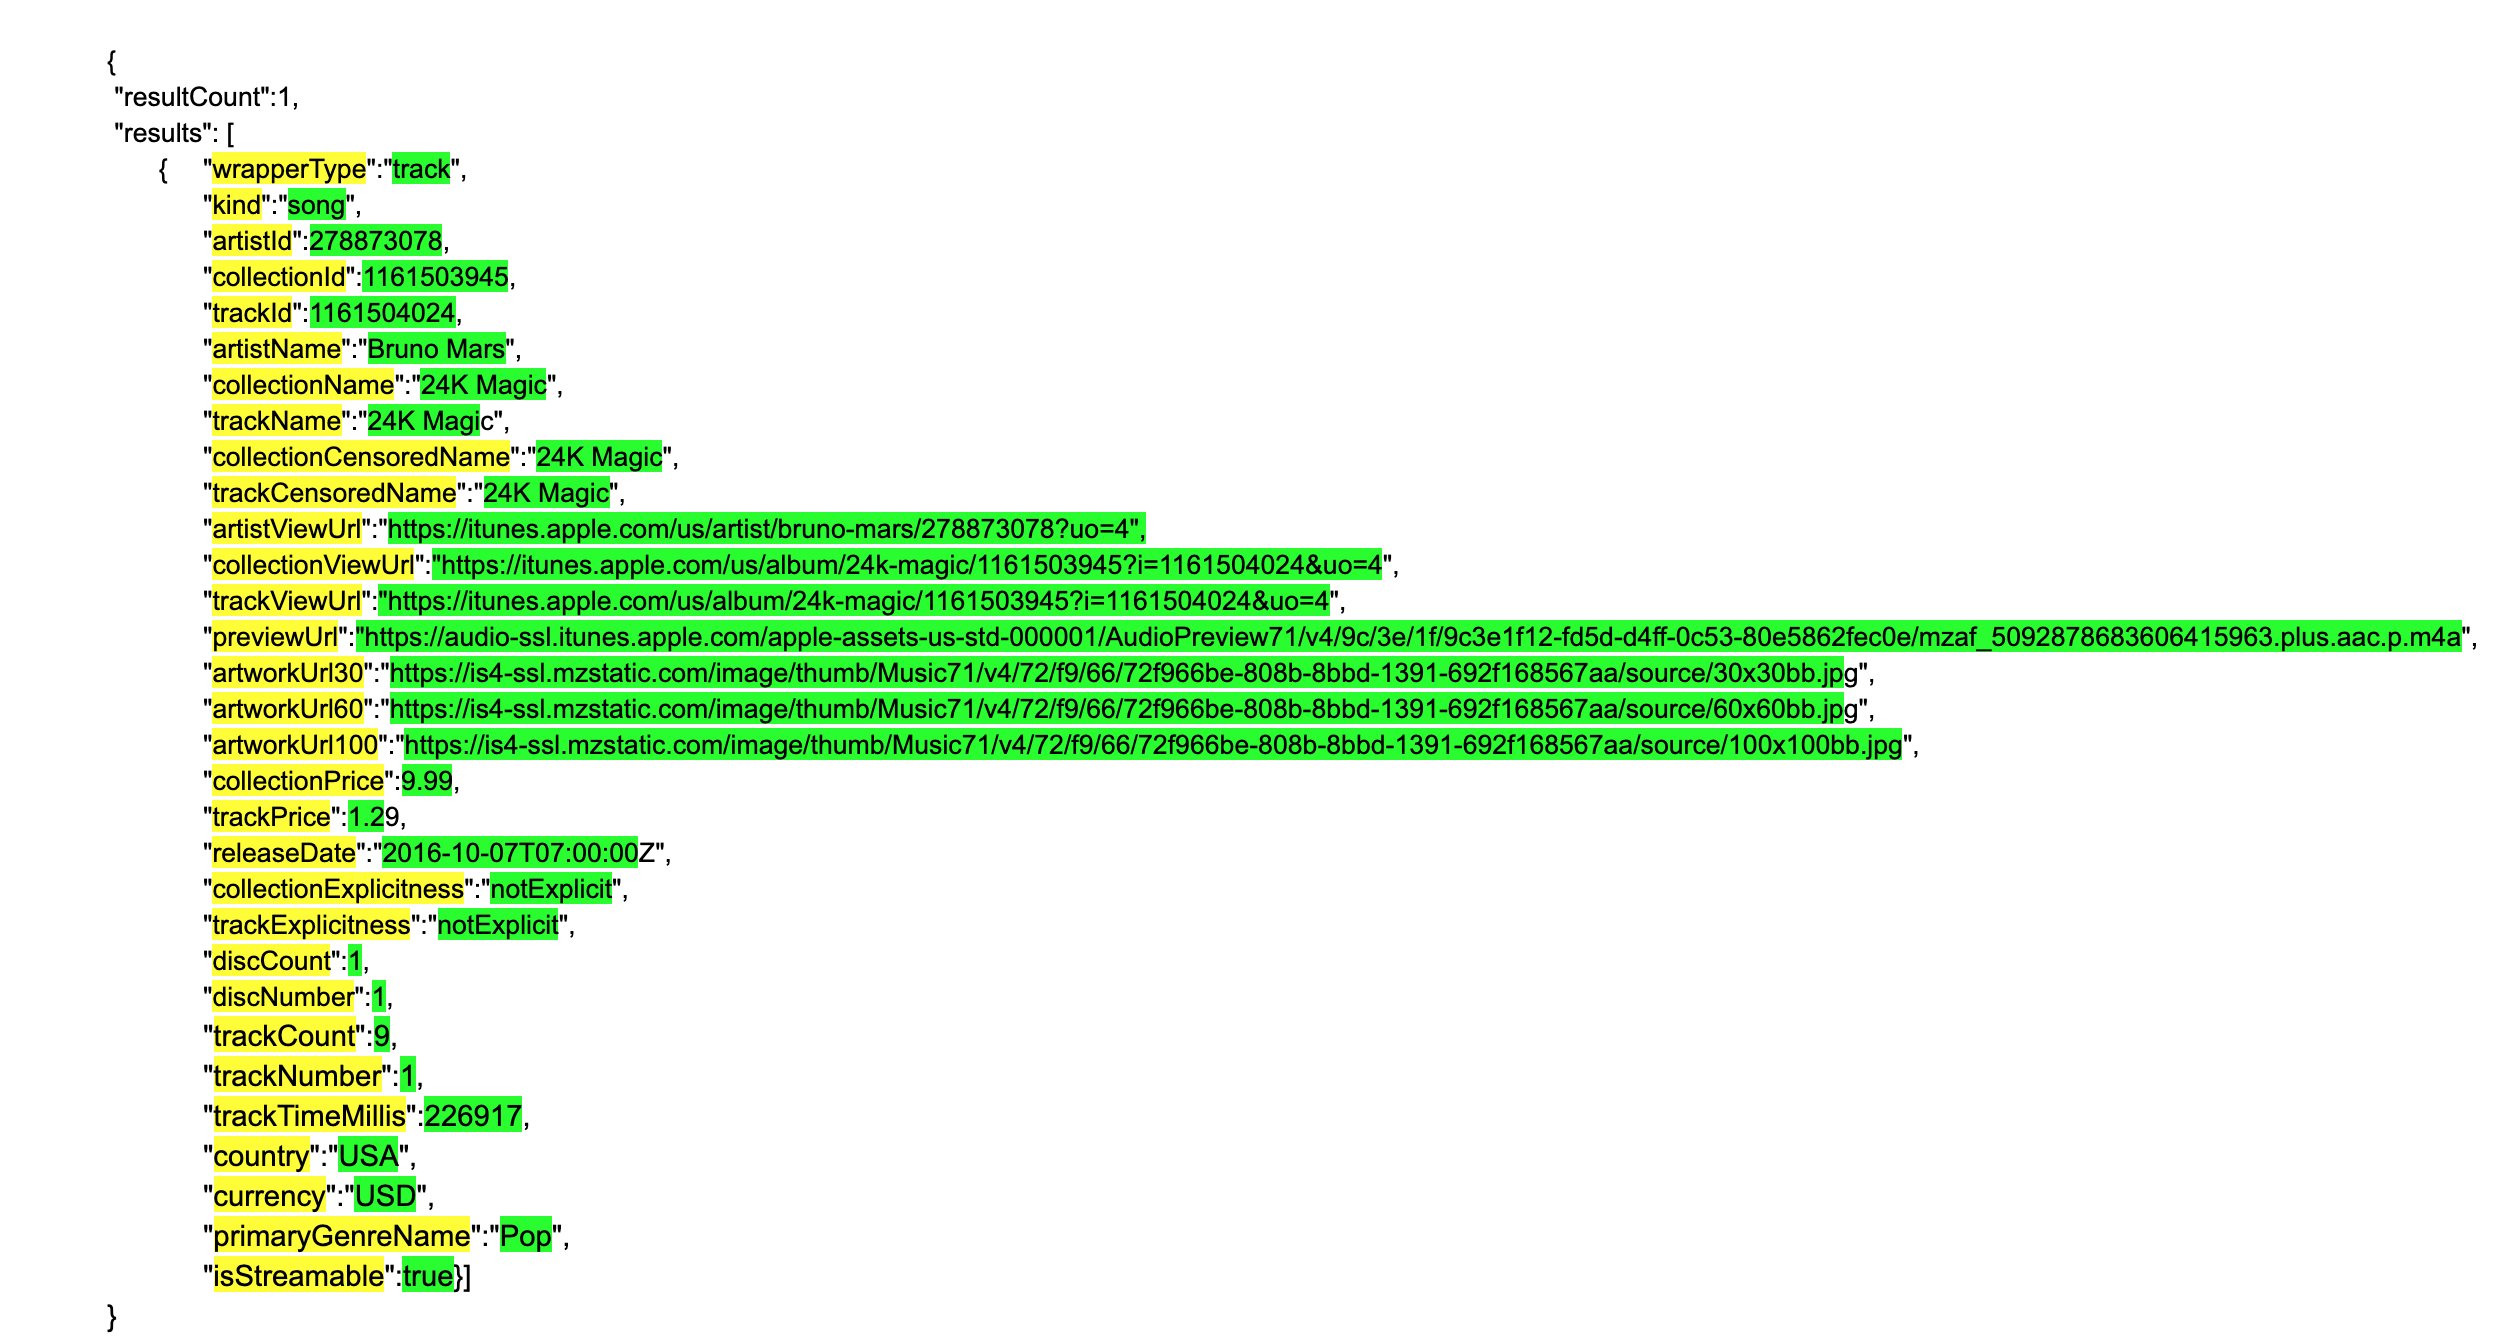 {
"resultCount":1,
"results": [
{ "wrapperType":"track",
"kind":"song",
"artistId":278873078,
"collectionId":1161503945,
"trackId":1161504024,
"artistName":"Bruno Mars",
"collectionName":"24K Magic",
"trackName":"24K Magic",
"collectionCensoredName":"24K Magic",
"trackCensoredName":"24K Magic",
"artistViewUrl":"https://itunes.apple.com/us/artist/bruno-mars/278873078?uo=4",
"collectionViewUrl":"https://itunes.apple.com/us/album/24k-magic/1161503945?i=1161504024&uo=4",
"trackViewUrl":"https://itunes.apple.com/us/album/24k-magic/1161503945?i=1161504024&uo=4",
"previewUrl":"https://audio-ssl.itunes.apple.com/apple-assets-us-std-000001/AudioPreview71/v4/9c/3e/1f/9c3e1f12-fd5d-d4ff-0c53-80e5862fec0e/mzaf_5092878683606415963.plus.aac.p.m4a",
"artworkUrl30":"https://is4-ssl.mzstatic.com/image/thumb/Music71/v4/72/f9/66/72f966be-808b-8bbd-1391-692f168567aa/source/30x30bb.jpg",
"artworkUrl60":"https://is4-ssl.mzstatic.com/image/thumb/Music71/v4/72/f9/66/72f966be-808b-8bbd-1391-692f168567aa/source/60x60bb.jpg",
"artworkUrl100":"https://is4-ssl.mzstatic.com/image/thumb/Music71/v4/72/f9/66/72f966be-808b-8bbd-1391-692f168567aa/source/100x100bb.jpg",
"collectionPrice":9.99,
"trackPrice":1.29,
"releaseDate":"2016-10-07T07:00:00Z",
"collectionExplicitness":"notExplicit",
"trackExplicitness":"notExplicit",
"discCount":1,
"discNumber":1,
"trackCount":9,
"trackNumber":1,
"trackTimeMillis":226917,
"country":"USA",
"currency":"USD",
"primaryGenreName":"Pop",
"isStreamable":true}]
}